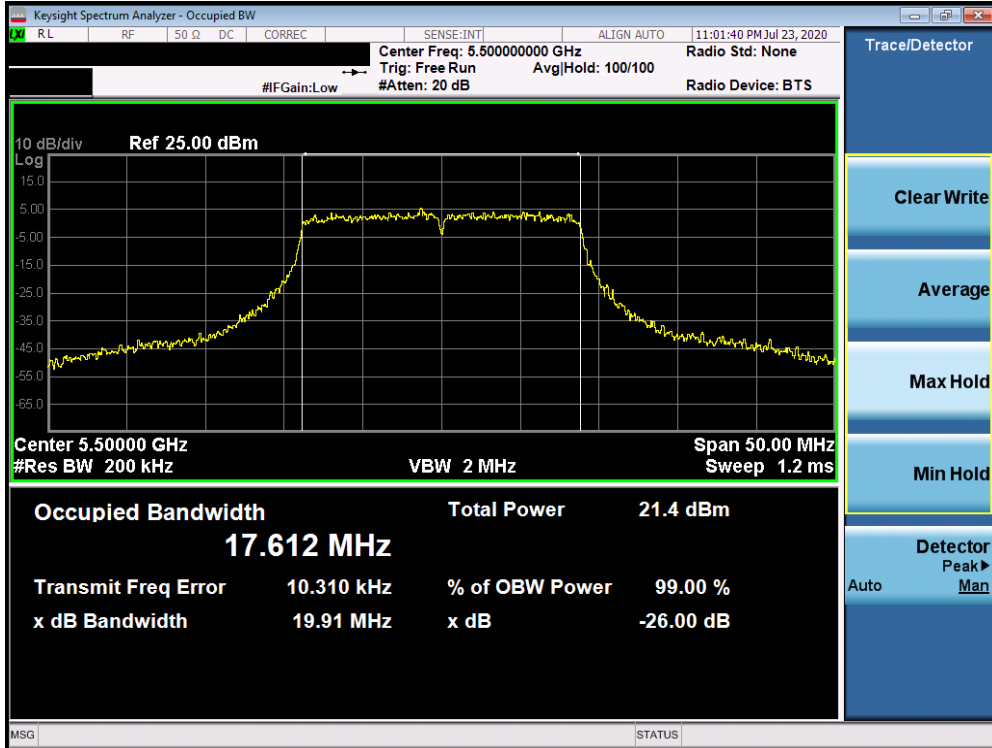 Keysight Spectrum Analyzer - Occupied BW
LXI RL RF 50 Ω DC CORREC SENSE:INT ALIGN AUTO 11:01:40 PM Jul 23, 2020
Center Freq: 5.500000000 GHz Radio Std: None
Trig: Free Run Avg|Hold: 100/100
#IFGain:Low #Atten: 20 dB Radio Device: BTS
10 dB/div Ref 25.00 dBm
Log
15.0
5.00
-5.00
-15.0
-25.0
-35.0
-45.0
-55.0
-65.0
Center 5.50000 GHz Span 50.00 MHz
#Res BW 200 kHz VBW 2 MHz Sweep 1.2 ms
Occupied Bandwidth Total Power 21.4 dBm
17.612 MHz
Transmit Freq Error 10.310 kHz % of OBW Power 99.00 %
x dB Bandwidth 19.91 MHz x dB -26.00 dB
Trace/Detector
Clear Write
Average
Max Hold
Min Hold
Detector
Peak▶
Auto Man
MSG STATUS